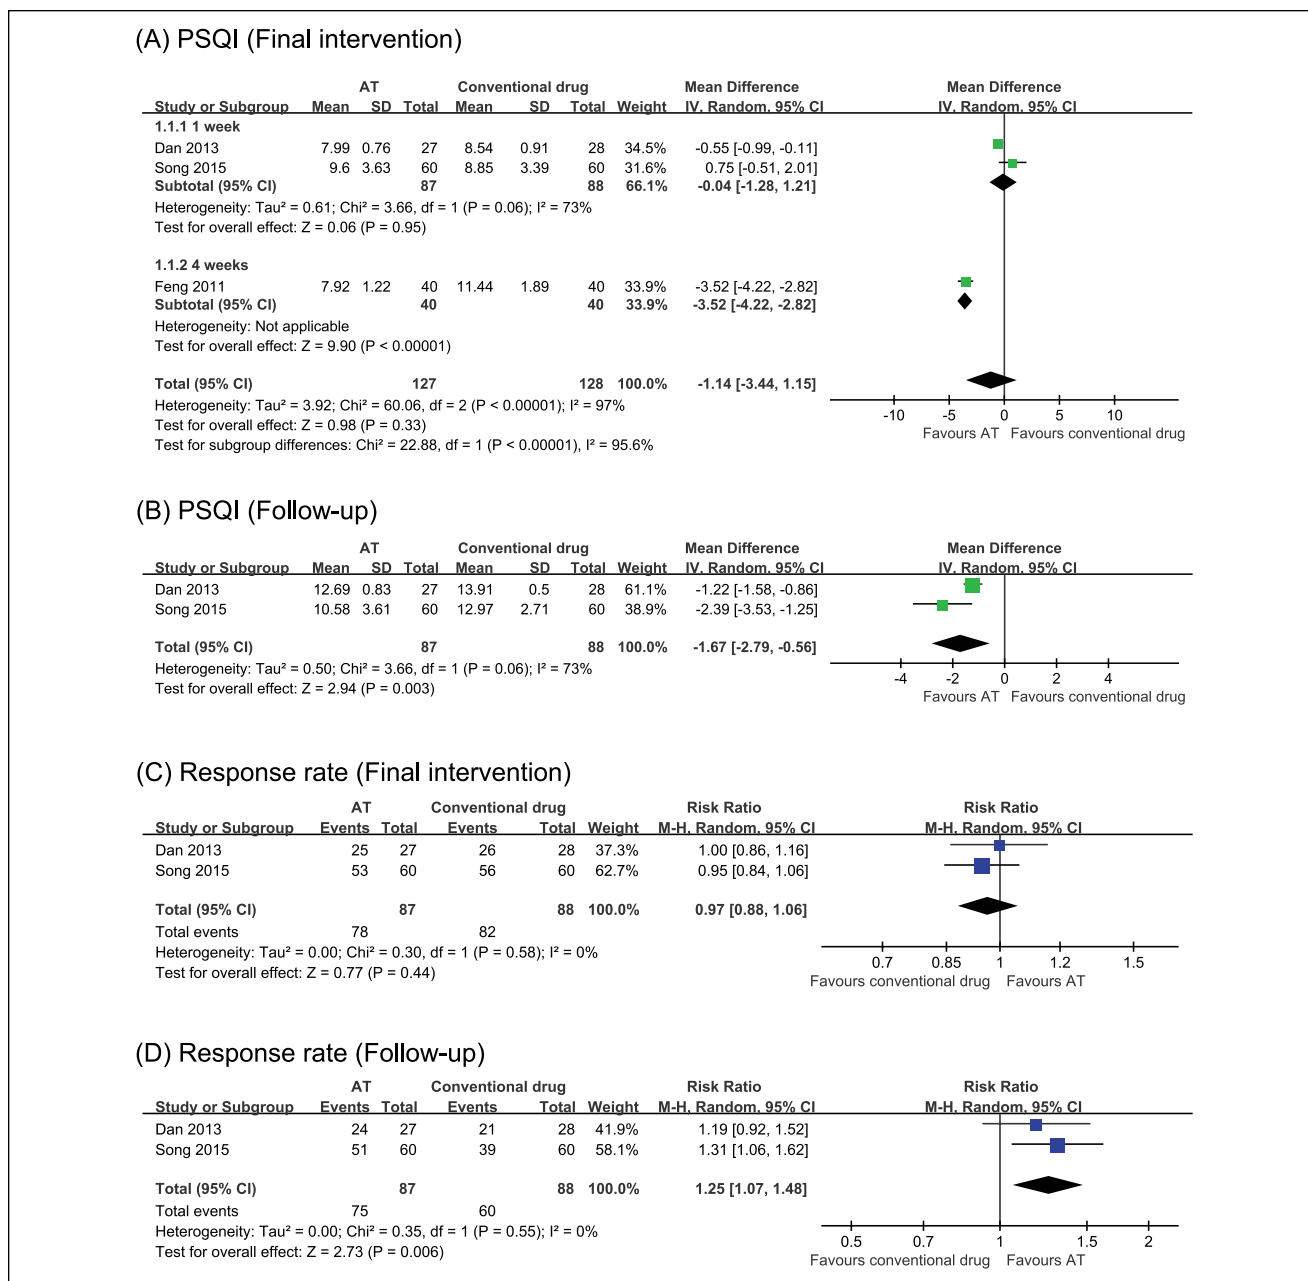 (A) PSQI (Final intervention)
AT Conventional drug Mean Difference Mean Difference
Study or Subgroup Mean SD Total Mean SD Total Weight IV, Random, 95% CI IV, Random, 95% CI
1.1.1 1 week
Dan 2013 7.99 0.76 27 8.54 0.91 28 34.5% -0.55 [-0.99, -0.11]
Song 2015 9.6 3.63 60 8.85 3.39 60 31.6% 0.75 [-0.51, 2.01]
Subtotal (95% CI) 87 88 66.1% -0.04 [-1.28, 1.21]
Heterogeneity: Tau² = 0.61; Chi² = 3.66, df = 1 (P = 0.06); I² = 73%
Test for overall effect: Z = 0.06 (P = 0.95)
1.1.2 4 weeks
Feng 2011 7.92 1.22 40 11.44 1.89 40 33.9% -3.52 [-4.22, -2.82]
Subtotal (95% CI) 40 40 33.9% -3.52 [-4.22, -2.82]
Heterogeneity: Not applicable
Test for overall effect: Z = 9.90 (P < 0.00001)
Total (95% CI) 127 128 100.0% -1.14 [-3.44, 1.15]
Heterogeneity: Tau² = 3.92; Chi² = 60.06, df = 2 (P < 0.00001); I² = 97%
Test for overall effect: Z = 0.98 (P = 0.33)
Test for subgroup differences: Chi² = 22.88, df = 1 (P < 0.00001), I² = 95.6%
-10 -5 0 5 10
Favours AT Favours conventional drug
(B) PSQI (Follow-up)
AT Conventional drug Mean Difference Mean Difference
Study or Subgroup Mean SD Total Mean SD Total Weight IV, Random, 95% CI IV, Random, 95% CI
Dan 2013 12.69 0.83 27 13.91 0.5 28 61.1% -1.22 [-1.58, -0.86]
Song 2015 10.58 3.61 60 12.97 2.71 60 38.9% -2.39 [-3.53, -1.25]
Total (95% CI) 87 88 100.0% -1.67 [-2.79, -0.56]
Heterogeneity: Tau² = 0.50; Chi² = 3.66, df = 1 (P = 0.06); I² = 73%
Test for overall effect: Z = 2.94 (P = 0.003)
-4 -2 0 2 4
Favours AT Favours conventional drug
(C) Response rate (Final intervention)
AT Conventional drug Risk Ratio Risk Ratio
Study or Subgroup Events Total Events Total Weight M-H, Random, 95% CI M-H, Random, 95% CI
Dan 2013 25 27 26 28 37.3% 1.00 [0.86, 1.16]
Song 2015 53 60 56 60 62.7% 0.95 [0.84, 1.06]
Total (95% CI) 87 88 100.0% 0.97 [0.88, 1.06]
Total events 78 82
Heterogeneity: Tau² = 0.00; Chi² = 0.30, df = 1 (P = 0.58); I² = 0%
Test for overall effect: Z = 0.77 (P = 0.44)
0.7 0.85 1 1.2 1.5
Favours conventional drug Favours AT
(D) Response rate (Follow-up)
AT Conventional drug Risk Ratio Risk Ratio
Study or Subgroup Events Total Events Total Weight M-H, Random, 95% CI M-H, Random, 95% CI
Dan 2013 24 27 21 28 41.9% 1.19 [0.92, 1.52]
Song 2015 51 60 39 60 58.1% 1.31 [1.06, 1.62]
Total (95% CI) 87 88 100.0% 1.25 [1.07, 1.48]
Total events 75 60
Heterogeneity: Tau² = 0.00; Chi² = 0.35, df = 1 (P = 0.55); I² = 0%
Test for overall effect: Z = 2.73 (P = 0.006)
0.5 0.7 1 1.5 2
Favours conventional drug Favours AT